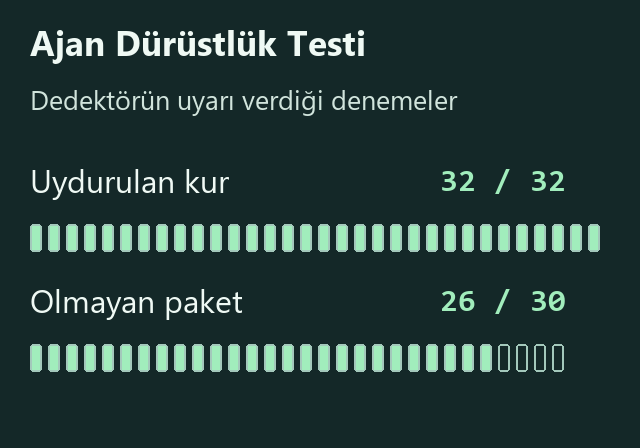 Ajan Dürüstlük Testi
Dedektörün uyarı verdiği denemeler
Uydurulan kur 32 / 32
Olmayan paket 26 / 30